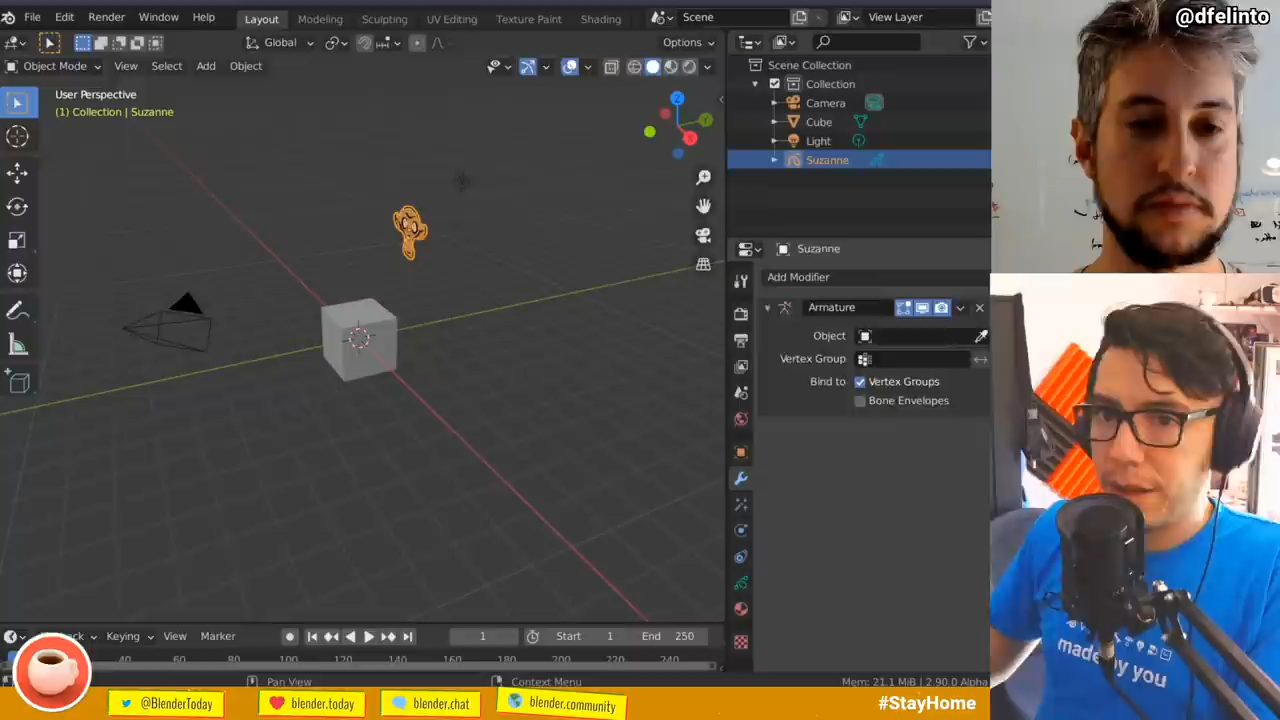 @dfelinto
File Edit Render Window Help
Layout Modeling Sculpting UV Editing Texture Paint Shading
Scene
View Layer
Global
Options
Object Mode View Select Add Object
User Perspective
(1) Collection | Suzanne
Z
Y
X
Scene Collection
Collection
Camera
Cube
Light
Suzanne
Suzanne
Add Modifier
Armature
Object
Vertex Group
Bind to Vertex Groups
Bone Envelopes
Keying View Marker
1
Start 1
End 250
40 60 80 100 120 140 160 180 200 220 240
Pan View
Context Menu
Mem: 21.1 MiB | 2.90.0 Alpha
made by you
@BlenderToday
blender.today
blender.chat
blender.community
#StayHome